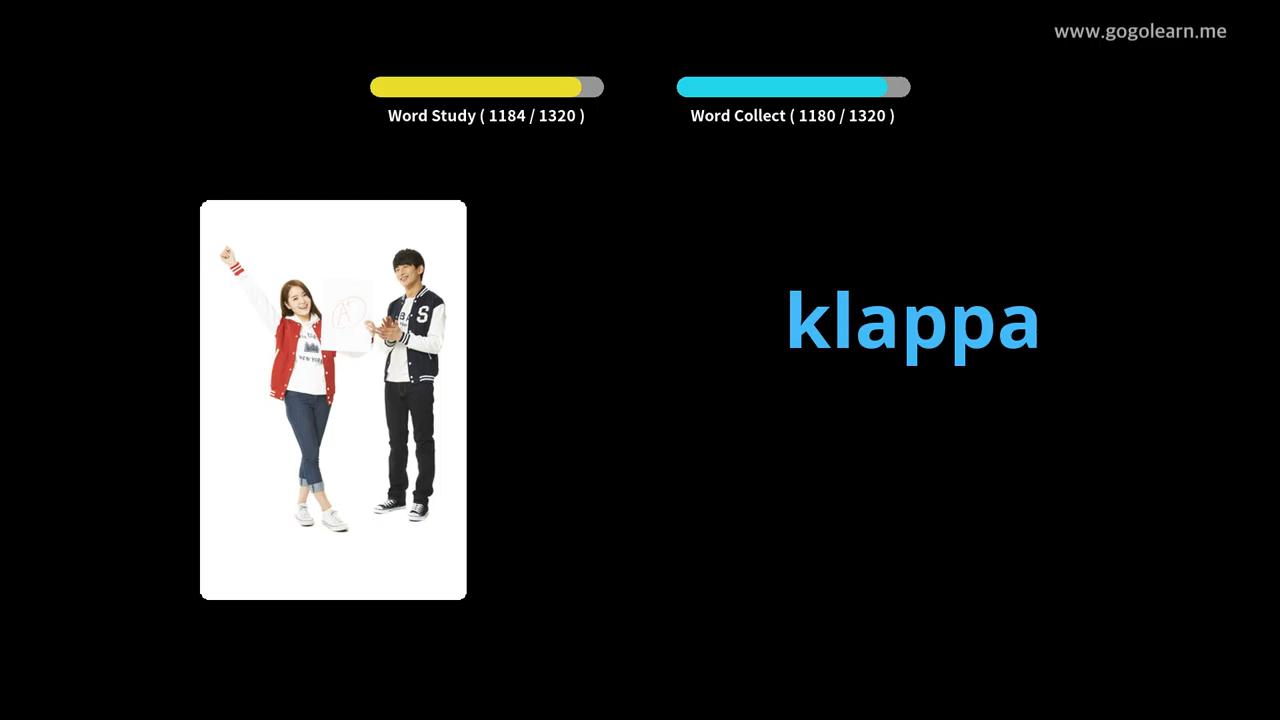 www.gogolearn.me
Word Study ( 1184 / 1320 )
Word Collect ( 1180 / 1320 )
A+
S
klappa